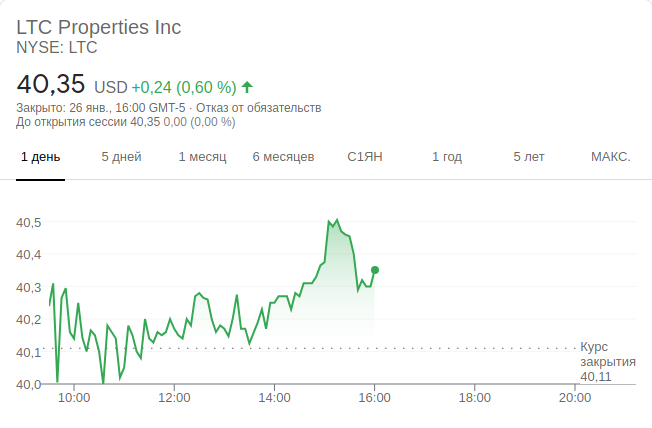 LTC Properties Inc
NYSE: LTC
40,35 USD +0,24 (0,60 %)
Закрыто: 26 янв., 16:00 GMT-5 · Отказ от обязательств
До открытия сессии 40,35 0,00 (0,00 %)
1 день 5 дней 1 месяц 6 месяцев С1ЯН 1 год 5 лет МАКС.
40,5
40,4
40,3
40,2
40,1
40,0
Курс
закрытия
40,11
10:00 12:00 14:00 16:00 18:00 20:00